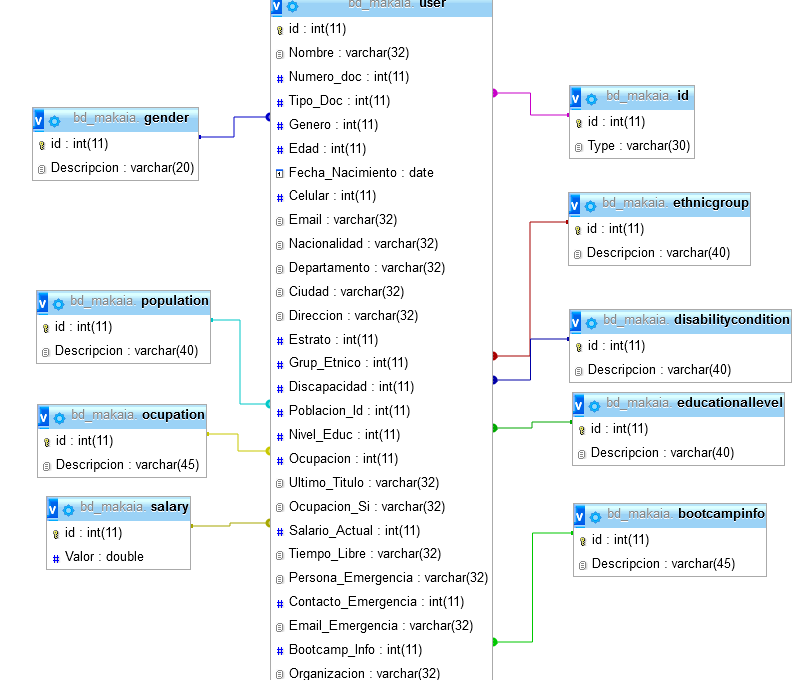 bd_makaia. user
id : int(11)
Nombre : varchar(32)
Numero_doc : int(11)
Tipo_Doc : int(11)
Genero : int(11)
Edad : int(11)
Fecha_Nacimiento : date
Celular : int(11)
Email : varchar(32)
Nacionalidad : varchar(32)
Departamento : varchar(32)
Ciudad : varchar(32)
Direccion : varchar(32)
Estrato : int(11)
Grup_Etnico : int(11)
Discapacidad : int(11)
Poblacion_Id : int(11)
Nivel_Educ : int(11)
Ocupacion : int(11)
Ultimo_Titulo : varchar(32)
Ocupacion_Si : varchar(32)
Salario_Actual : int(11)
Tiempo_Libre : varchar(32)
Persona_Emergencia : varchar(32)
Contacto_Emergencia : int(11)
Email_Emergencia : varchar(32)
Bootcamp_Info : int(11)
Organizacion : varchar(32)
bd_makaia. gender
id : int(11)
Descripcion : varchar(20)
bd_makaia. population
id : int(11)
Descripcion : varchar(40)
bd_makaia. ocupation
id : int(11)
Descripcion : varchar(45)
bd_makaia. salary
id : int(11)
Valor : double
bd_makaia. id
id : int(11)
Type : varchar(30)
bd_makaia. ethnicgroup
id : int(11)
Descripcion : varchar(40)
bd_makaia. disabilitycondition
id : int(11)
Descripcion : varchar(40)
bd_makaia. educationallevel
id : int(11)
Descripcion : varchar(40)
bd_makaia. bootcampinfo
id : int(11)
Descripcion : varchar(45)